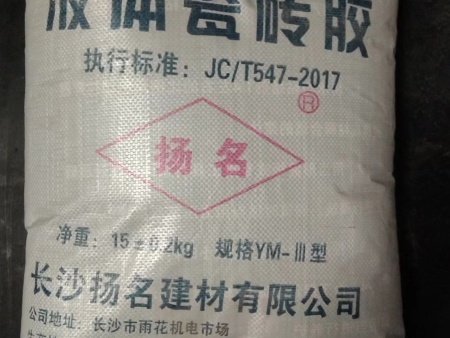 液体瓷砖胶
执行标准：JC/T547-2017
®
扬名
净重：15±0.2kg 规格YM-Ⅲ型
长沙扬名建材有限公司
公司地址：长沙市雨花机电市场